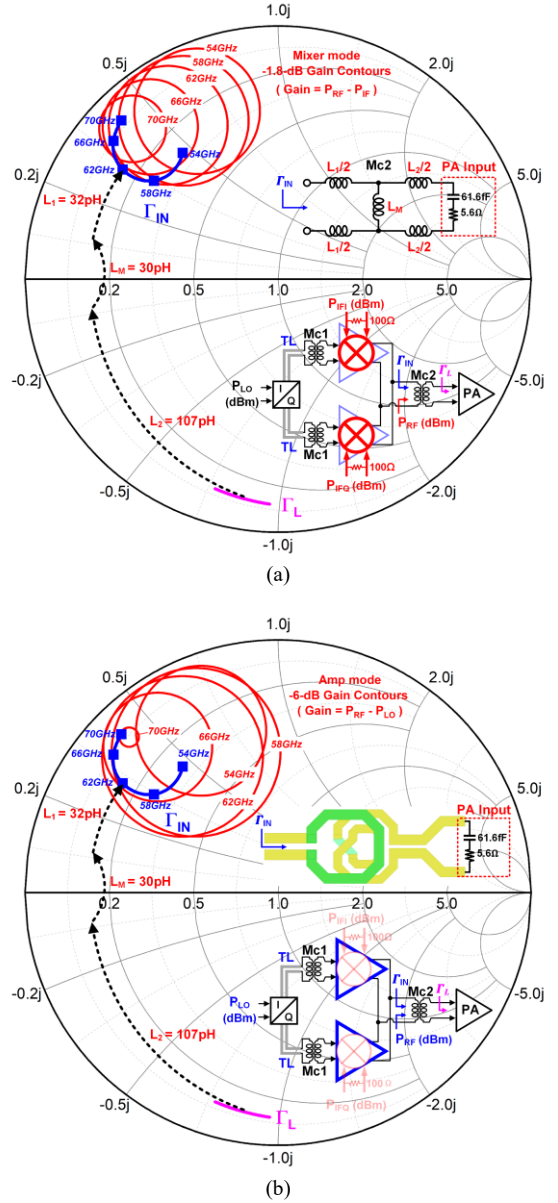 1.0j
0.5j
2.0j
54GHz
58GHz
62GHz
66GHz
70GHz
Mixer mode
-1.8-dB Gain Contours
( Gain = PRF - PIF )
70GHz
66GHz
62GHz
58GHz
54GHz
0.2j
5.0j
L1 = 32pH
ΓIN
ΓIN
L1/2
Mc2
L2/2
PA Input
LM
61.6fF
5.6Ω
L1/2
L2/2
LM = 30pH
0.2
0.5
1.0
2.0
5.0
PIFI (dBm)
100Ω
TL
Mc1
ΓIN
Mc2
ΓL
PLO
(dBm)
I
Q
PA
PRF (dBm)
TL
Mc1
100Ω
PIFQ (dBm)
-0.2j
-5.0j
L2 = 107pH
-0.5j
-2.0j
ΓL
-1.0j
(a)
1.0j
0.5j
2.0j
Amp mode
-6-dB Gain Contours
( Gain = PRF - PLO )
70GHz
66GHz
58GHz
54GHz
62GHz
70GHz
66GHz
62GHz
58GHz
54GHz
0.2j
5.0j
L1 = 32pH
ΓIN
ΓIN
PA Input
61.6fF
5.6Ω
LM = 30pH
0.2
0.5
1.0
2.0
5.0
PIFI (dBm)
100Ω
TL
Mc1
ΓIN
Mc2
ΓL
PLO
(dBm)
I
Q
PA
PRF (dBm)
TL
Mc1
100 Ω
PIFQ (dBm)
-0.2j
-5.0j
L2 = 107pH
-0.5j
-2.0j
ΓL
-1.0j
(b)